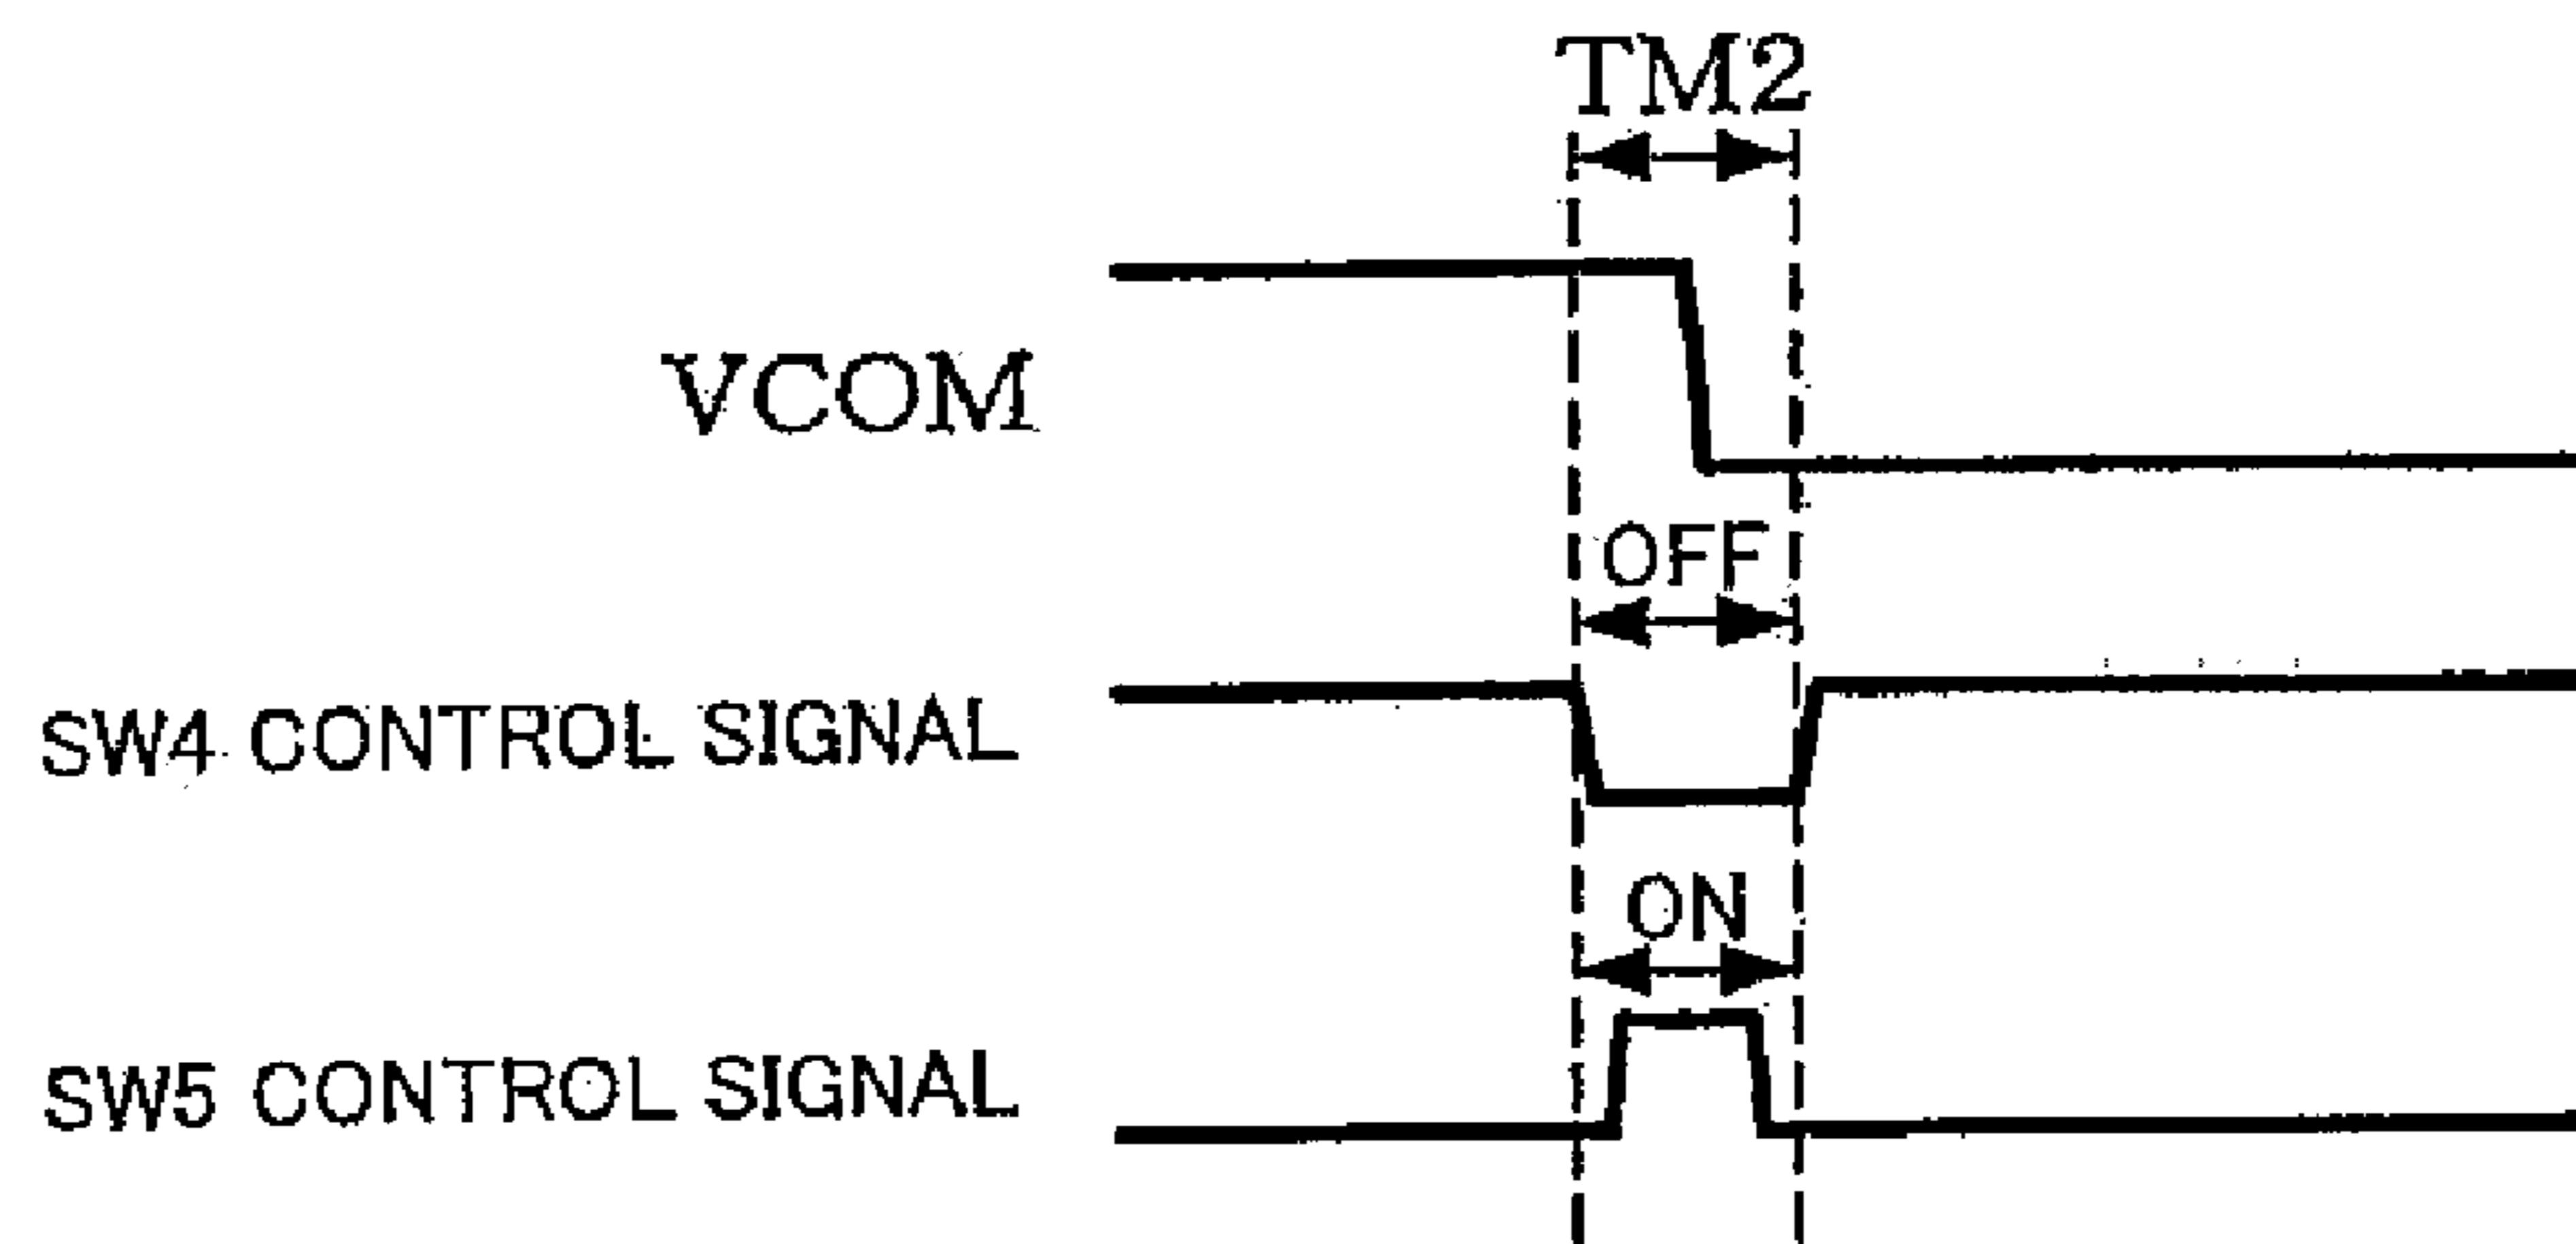 TM2
VCOM
OFF
SW4 CONTROL SIGNAL
ON
SW5 CONTROL SIGNAL